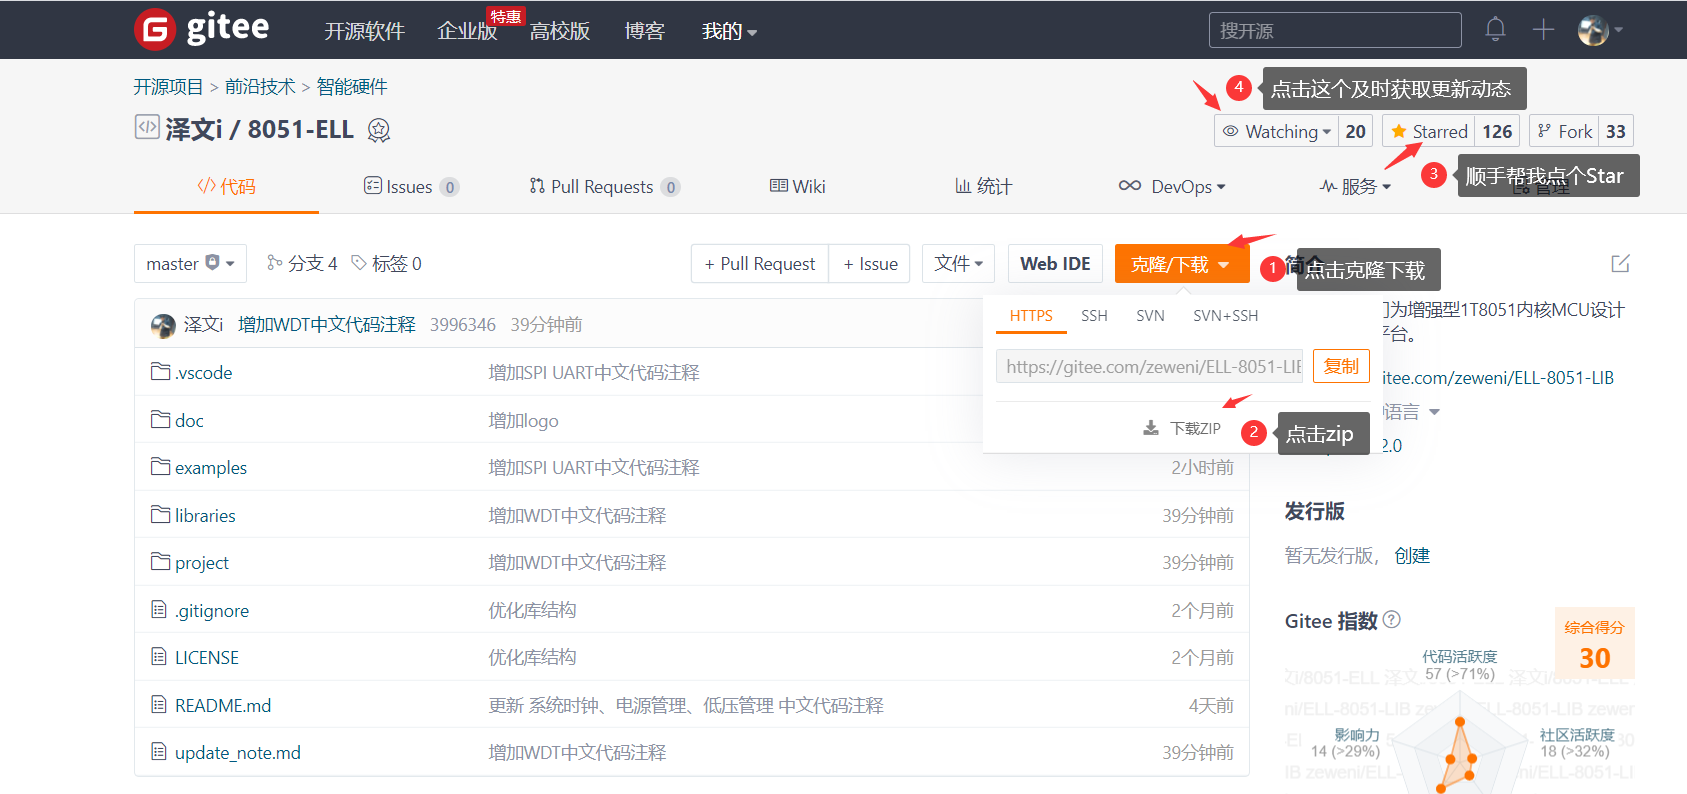 gitee
开源软件
企业版
特惠
高校版
博客
我的
搜开源
开源项目 > 前沿技术 > 智能硬件
4
点击这个及时获取更新动态
泽文i / 8051-ELL
Watching 20
Starred 126
Fork 33
3
顺手帮我点个Star
代码
Issues 0
Pull Requests 0
Wiki
统计
DevOps
服务
管理
master
分支 4
标签 0
+ Pull Request
+ Issue
文件
Web IDE
克隆/下载
1
点击克隆下载
简介
HTTPS
SSH
SVN
SVN+SSH
https://gitee.com/zeweni/ELL-8051-LIB
复制
下载ZIP
2
点击zip
为增强型1T8051内核MCU设计
平台。
itee.com/zeweni/ELL-8051-LIB
语言
2.0
泽文i 增加WDT中文代码注释 3996346 39分钟前
.vscode 增加SPI UART中文代码注释
doc 增加logo
examples 增加SPI UART中文代码注释 2小时前
libraries 增加WDT中文代码注释 39分钟前
project 增加WDT中文代码注释 39分钟前
.gitignore 优化库结构 2个月前
LICENSE 优化库结构 2个月前
README.md 更新 系统时钟、电源管理、低压管理 中文代码注释 4天前
update_note.md 增加WDT中文代码注释 39分钟前
发行版
暂无发行版， 创建
Gitee 指数
综合得分
30
代码活跃度
57 (>71%)
影响力
14 (>29%)
社区活跃度
18 (>32%)